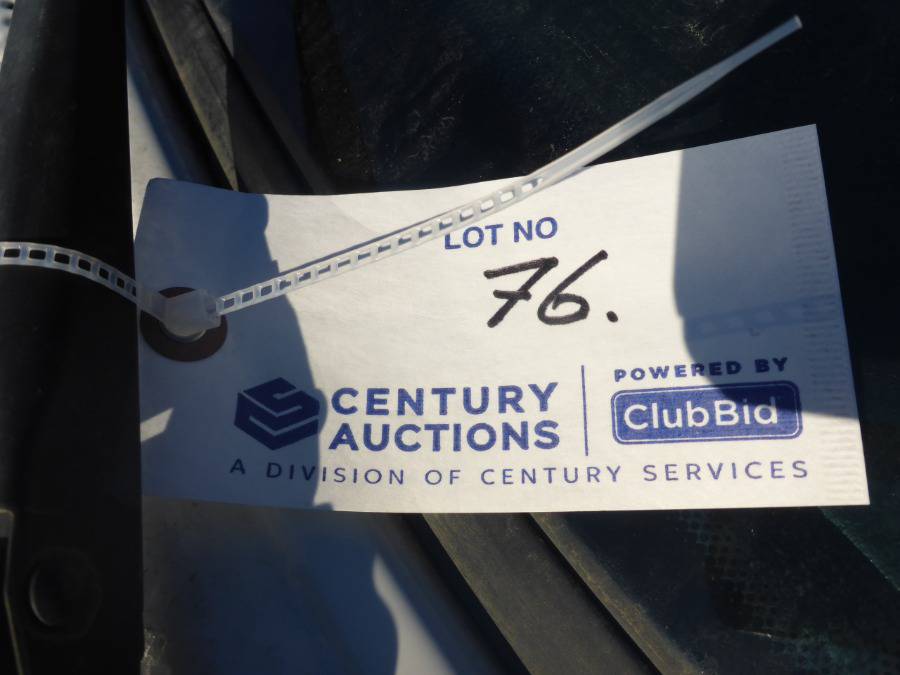 LOT NO
76.
CENTURY
AUCTIONS
POWERED BY
ClubBid
A DIVISION OF CENTURY SERVICES